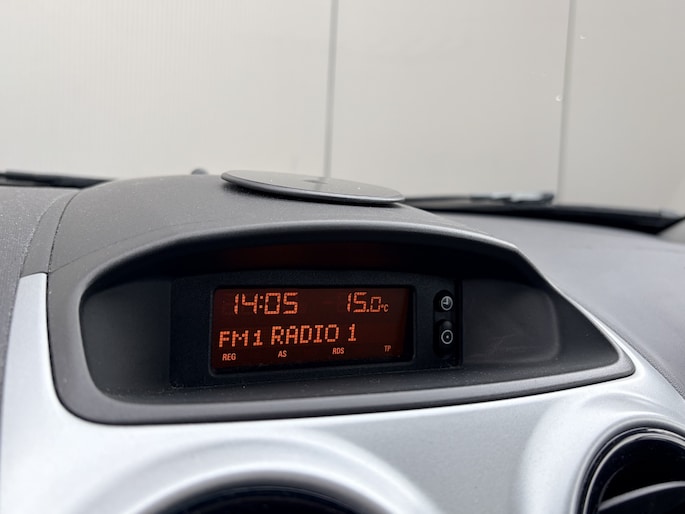 14:05 15.0°C
FM1 RADIO 1
REG AS RDS TP